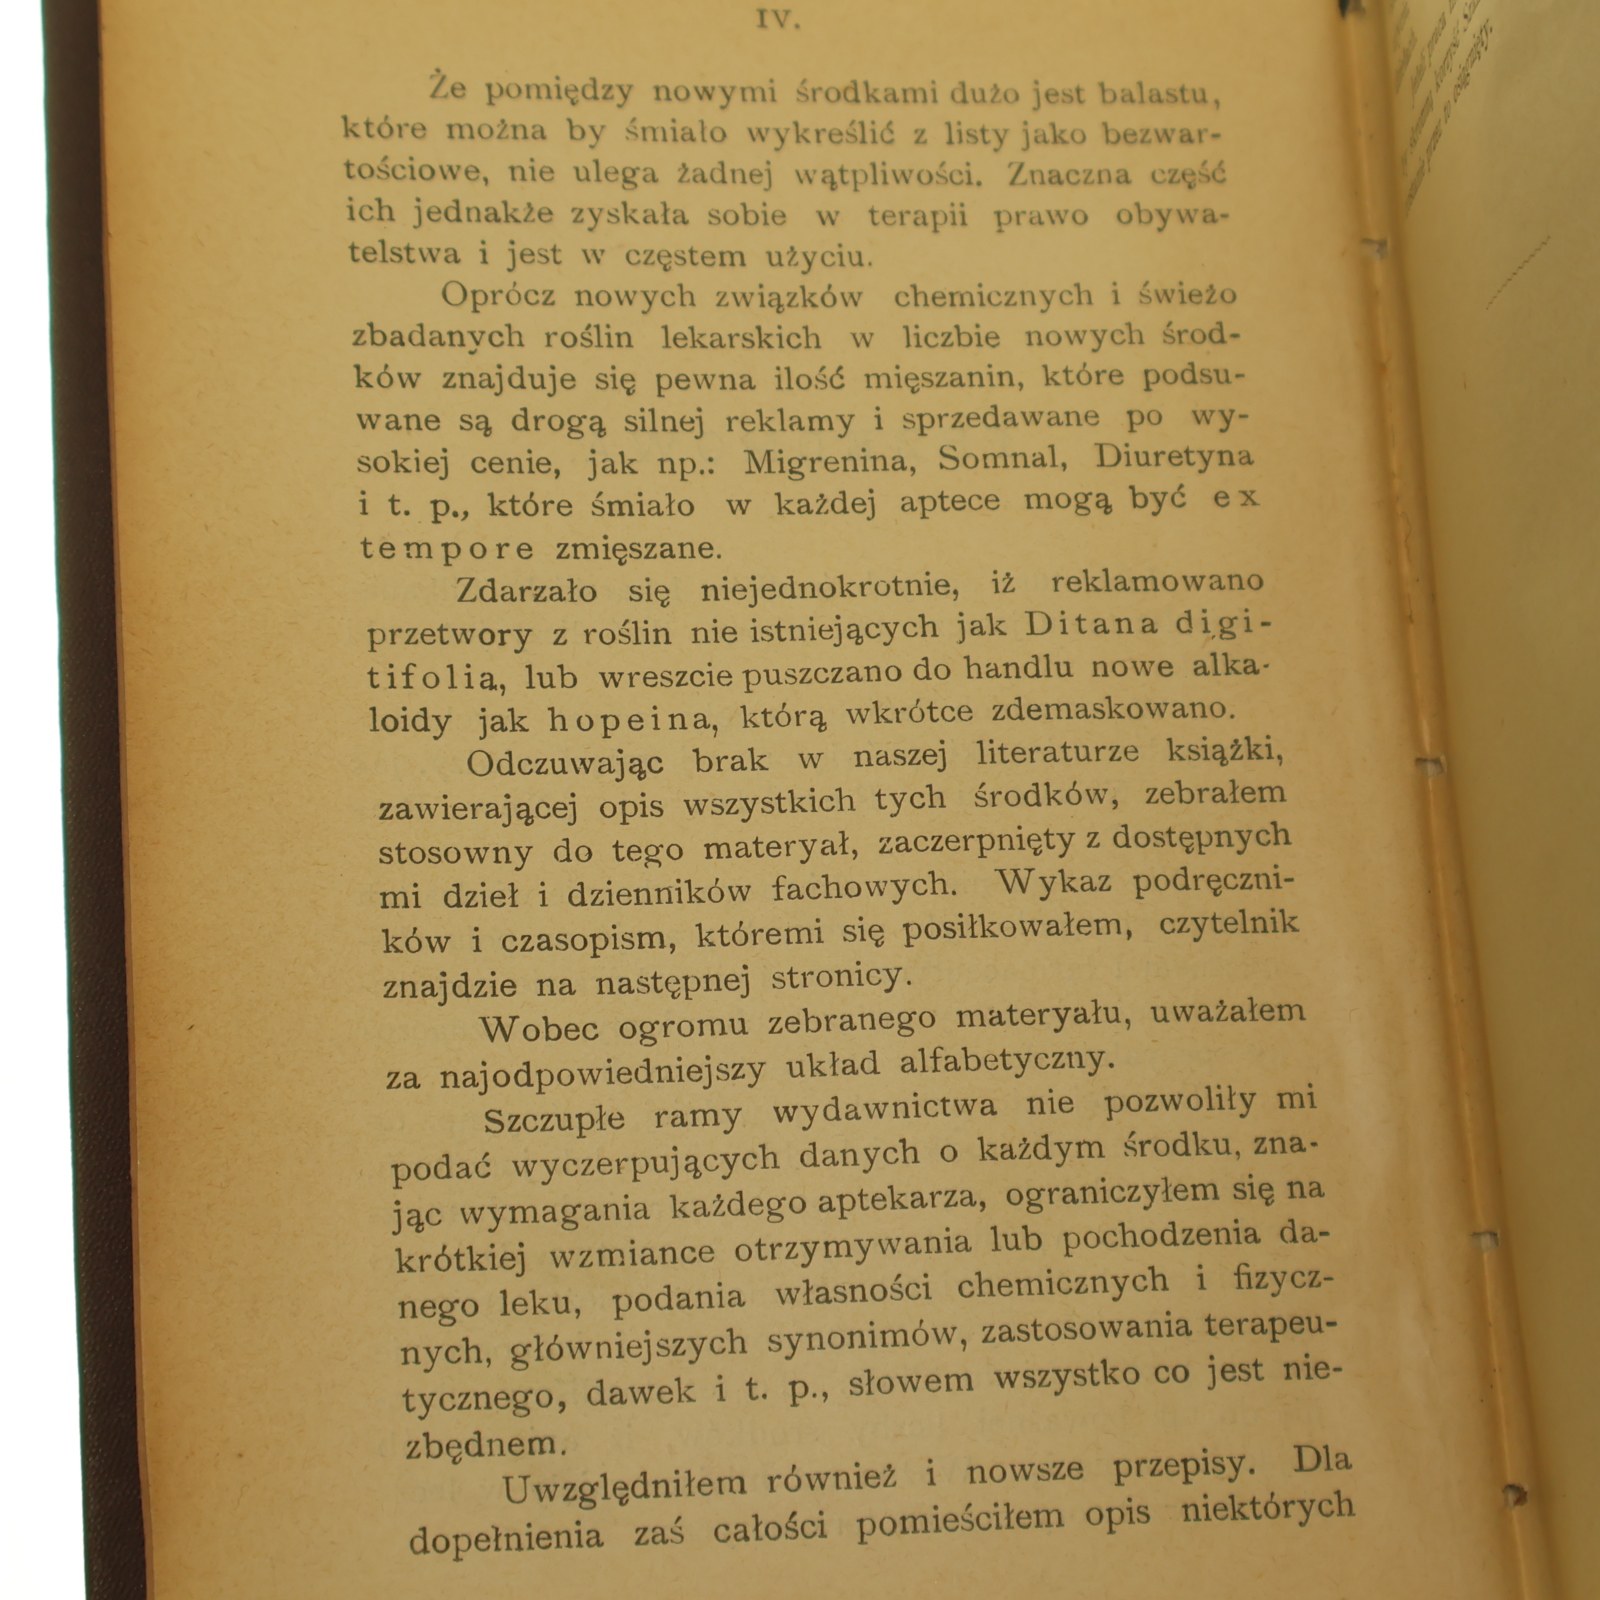 IV.
Że pomiędzy nowymi środkami dużo jest balastu,
które można by śmiało wykreślić z listy jako bezwar-
tościowe, nie ulega żadnej wątpliwości. Znaczna część
ich jednakże zyskała sobie w terapii prawo obywa-
telstwa i jest w częstem użyciu.
Oprócz nowych związków chemicznych i świeżo
zbadanych roślin lekarskich w liczbie nowych środ-
ków znajduje się pewna ilość mięszanin, które podsu-
wane są drogą silnej reklamy i sprzedawane po wy-
sokiej cenie, jak np.: Migrenina, Somnal, Diuretyna
i t. p., które śmiało w każdej aptece mogą być ex
tempore zmięszane.
Zdarzało się niejednokrotnie, iż reklamowano
przetwory z roślin nie istniejących jak Ditana digi-
tifolia, lub wreszcie puszczano do handlu nowe alka-
loidy jak hopeina, którą wkrótce zdemaskowano.
Odczuwając brak w naszej literaturze książki,
zawierającej opis wszystkich tych środków, zebrałem
stosowny do tego materyał, zaczerpnięty z dostępnych
mi dzieł i dzienników fachowych. Wykaz podręczni-
ków i czasopism, któremi się posiłkowałem, czytelnik
znajdzie na następnej stronicy.
Wobec ogromu zebranego materyału, uważałem
za najodpowiedniejszy układ alfabetyczny.
Szczupłe ramy wydawnictwa nie pozwoliły mi
podać wyczerpujących danych o każdym środku, zna-
jąc wymagania każdego aptekarza, ograniczyłem się na
krótkiej wzmiance otrzymywania lub pochodzenia da-
nego leku, podania własności chemicznych i fizycz-
nych, główniejszych synonimów, zastosowania terapeu-
tycznego, dawek i t. p., słowem wszystko co jest nie-
zbędnem.
Uwzględniłem również i nowsze przepisy. Dla
dopełnienia zaś całości pomieściłem opis niektórych